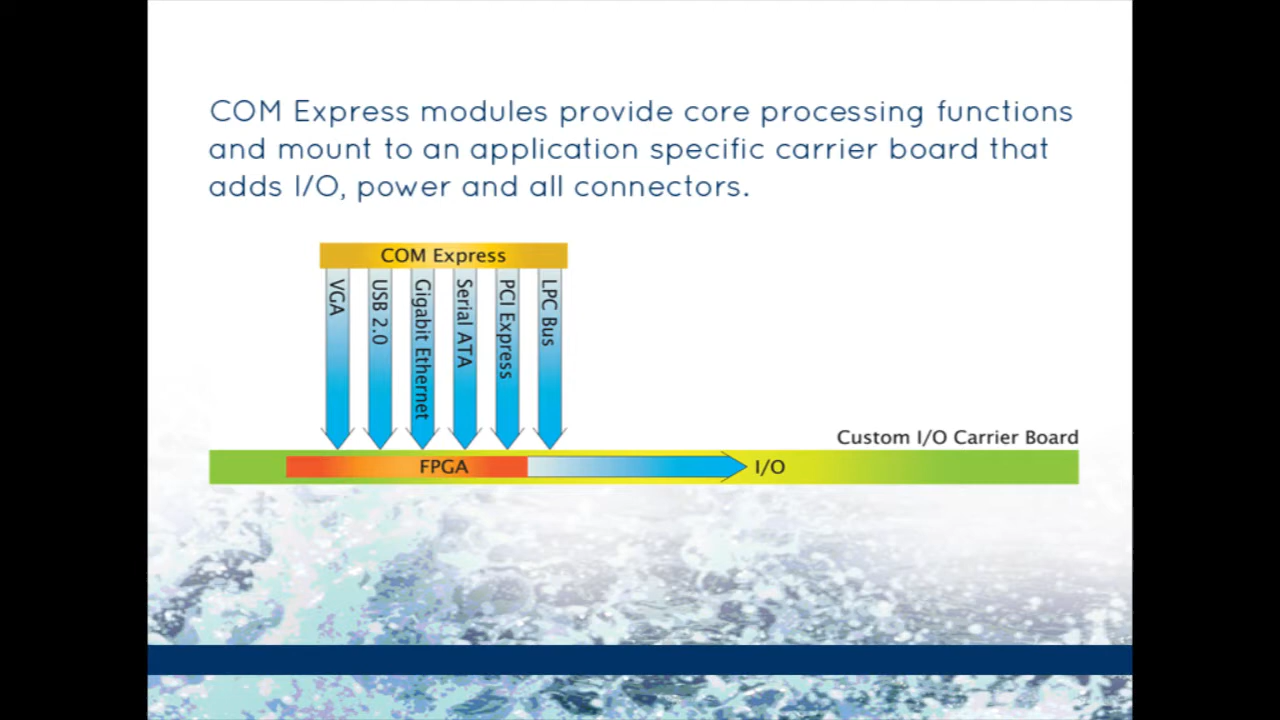 COM Express modules provide core processing functions
and mount to an application specific carrier board that
adds I/O, power and all connectors.
COM Express
VGA
USB 2.0
Gigabit Ethernet
Serial ATA
PCI Express
LPC Bus
Custom I/O Carrier Board
FPGA
I/O